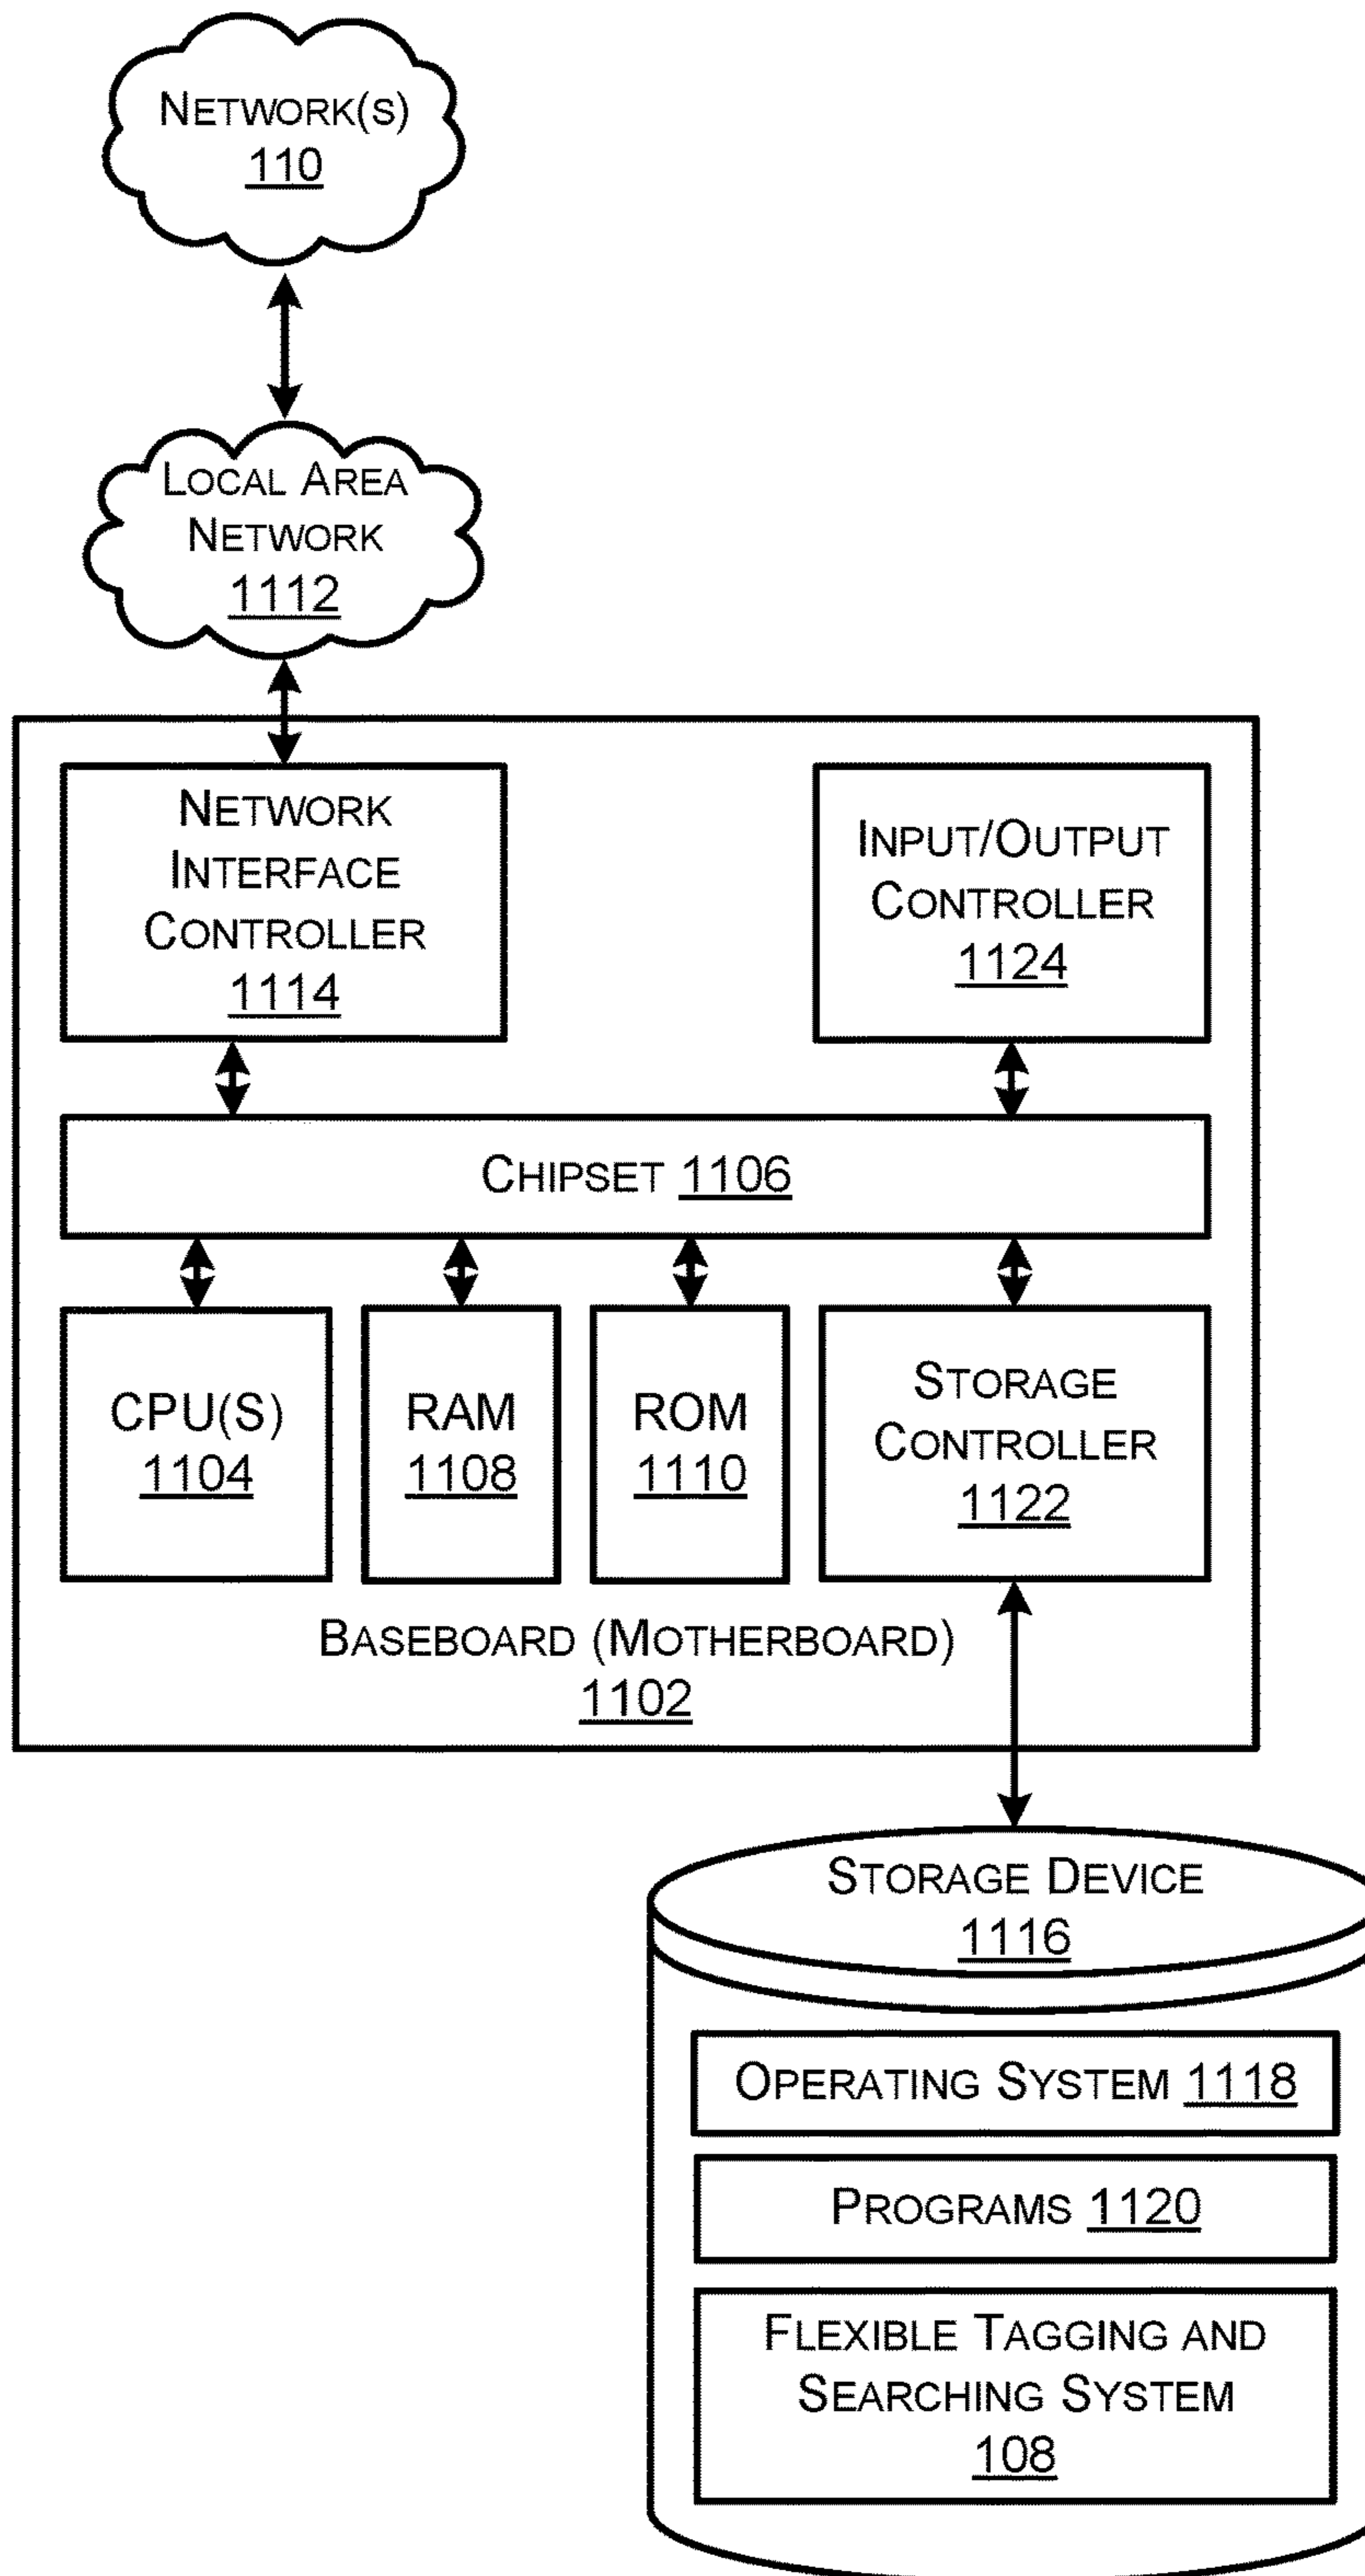 NETWORK(S)
110
LOCAL AREA
NETWORK
1112
NETWORK
INTERFACE
CONTROLLER
1114
INPUT/OUTPUT
CONTROLLER
1124
CHIPSET 1106
CPU(S)
1104
RAM
1108
ROM
1110
STORAGE
CONTROLLER
1122
BASEBOARD (MOTHERBOARD)
1102
STORAGE DEVICE
1116
OPERATING SYSTEM 1118
PROGRAMS 1120
FLEXIBLE TAGGING AND
SEARCHING SYSTEM
108